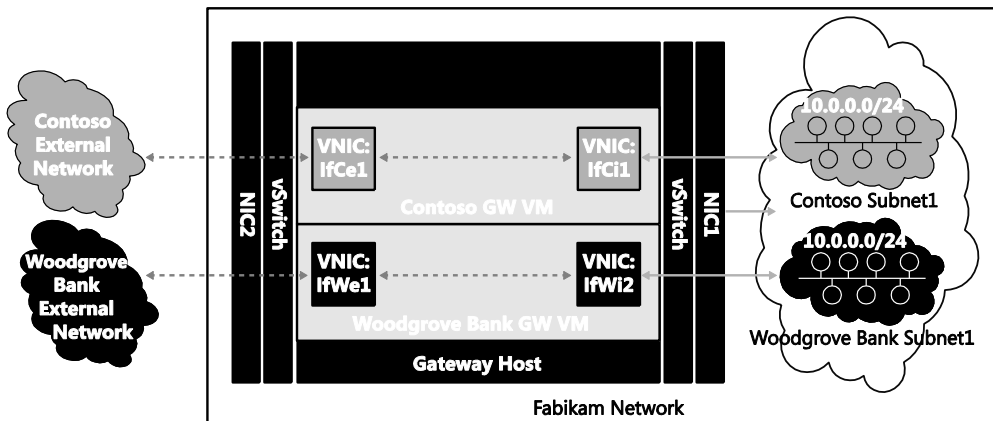 Contoso
External
Network
Woodgrove
Bank
External
Network
NIC2
vSwitch
VNIC:
IfCe1
VNIC:
IfCi1
Contoso GW VM
VNIC:
IfWe1
VNIC:
IfWi2
Woodgrove Bank GW VM
Gateway Host
vSwitch
NIC1
10.0.0.0/24
Contoso Subnet1
10.0.0.0/24
Woodgrove Bank Subnet1
Fabikam Network